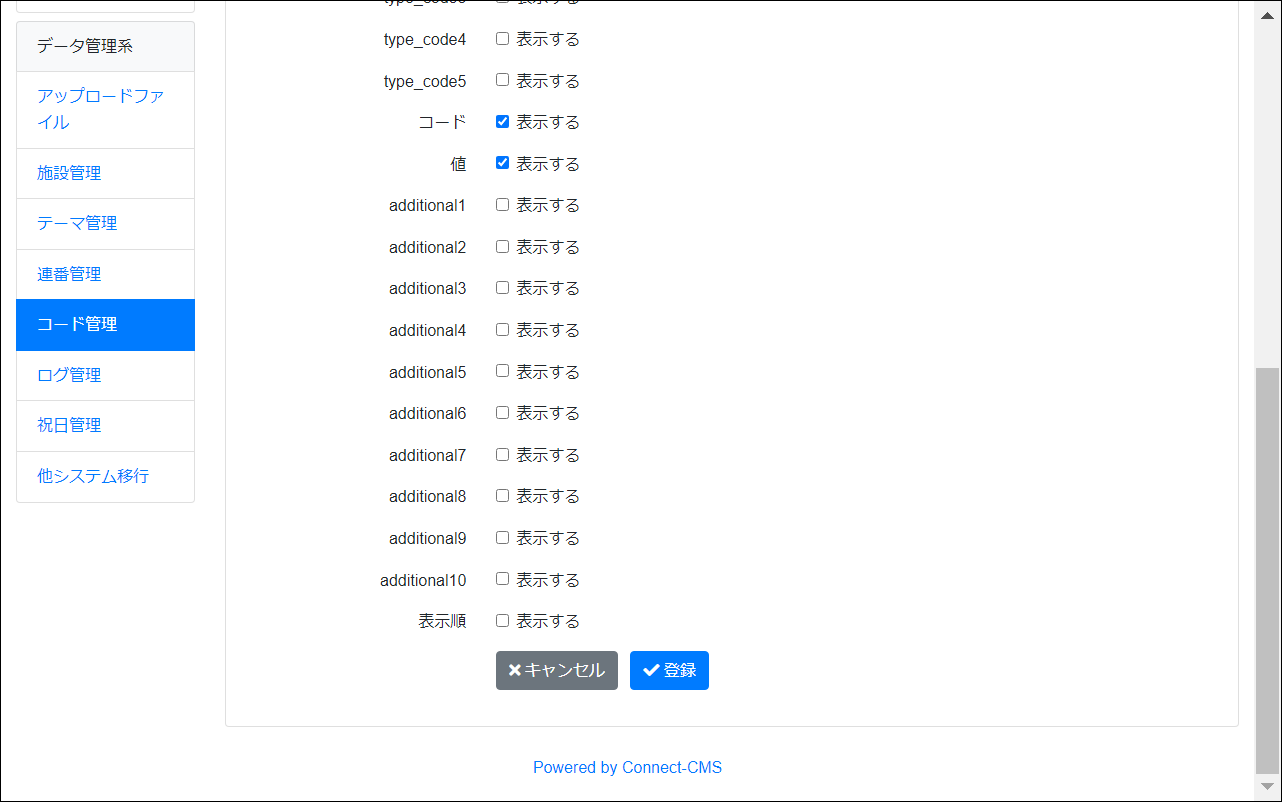 データ管理系
アップロードファ
イル
施設管理
テーマ管理
連番管理
コード管理
ログ管理
祝日管理
他システム移行
type_code4 表示する
type_code5 表示する
コード 表示する
値 表示する
additional1 表示する
additional2 表示する
additional3 表示する
additional4 表示する
additional5 表示する
additional6 表示する
additional7 表示する
additional8 表示する
additional9 表示する
additional10 表示する
表示順 表示する
キャンセル 登録
Powered by Connect-CMS